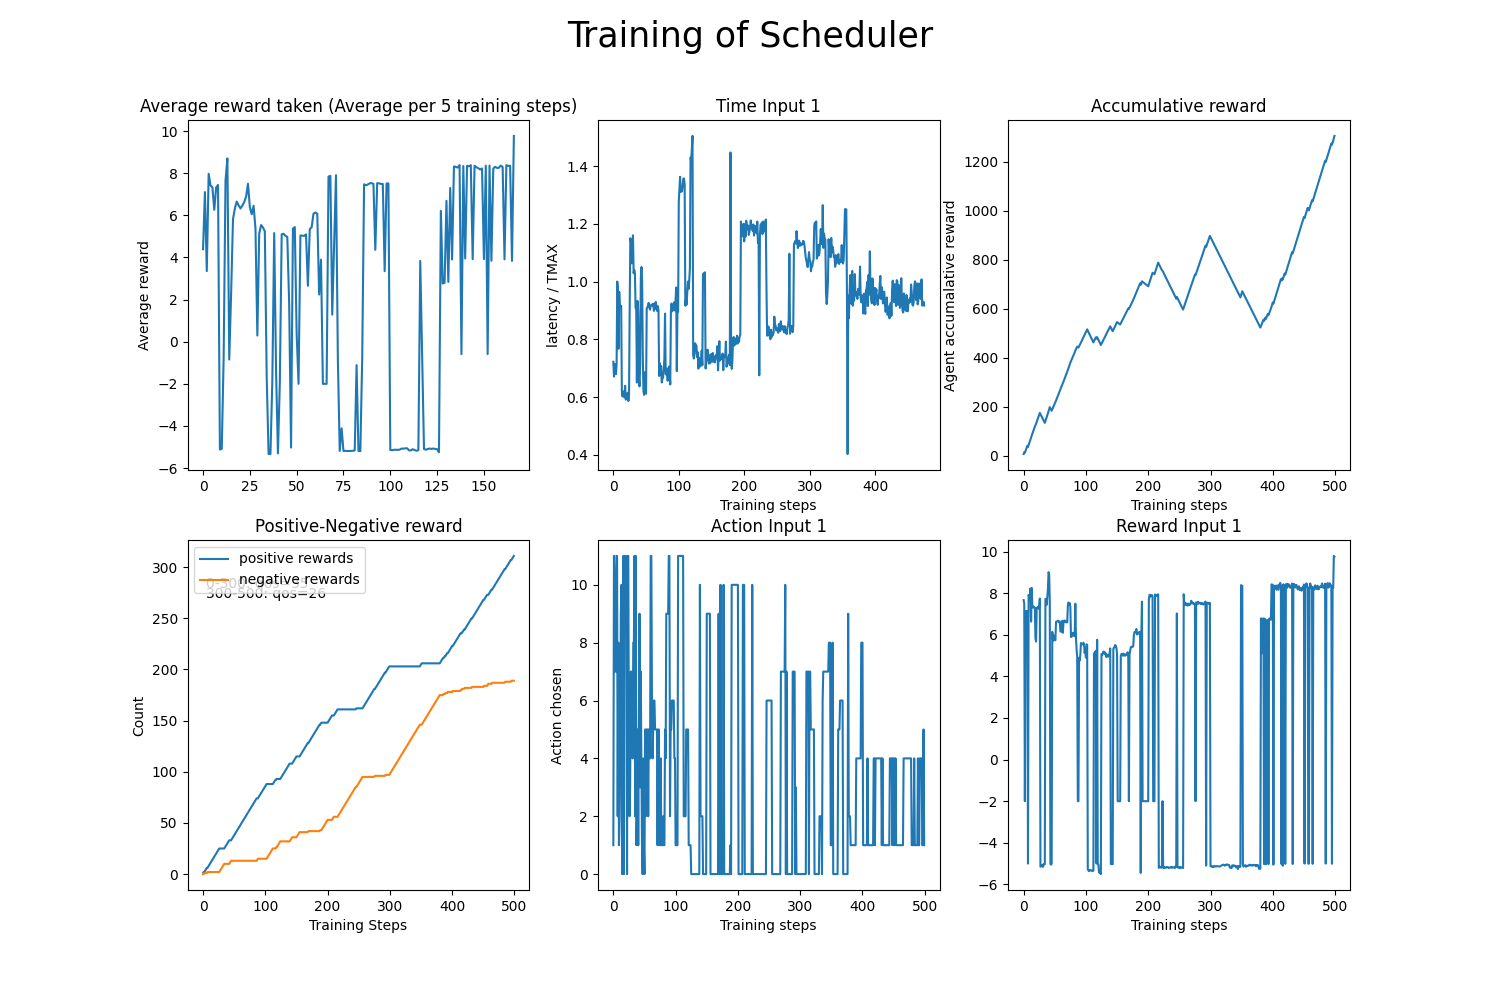 Training of Scheduler
Average reward taken (Average per 5 training steps)
Average reward
10
8
6
4
2
0
−2
−4
−6
0 25 50 75 100 125 150
Time Input 1
latency / TMAX
1.4
1.2
1.0
0.8
0.6
0.4
0 100 200 300 400
Training steps
Accumulative reward
Agent accumalative reward
1200
1000
800
600
400
200
0
0 100 200 300 400 500
Training steps
Positive-Negative reward
positive rewards
negative rewards
300-500: qos=26
Count
300
250
200
150
100
50
0
0 100 200 300 400 500
Training Steps
Action Input 1
Action chosen
10
8
6
4
2
0
0 100 200 300 400 500
Training steps
Reward Input 1
10
8
6
4
2
0
−2
−4
−6
0 100 200 300 400 500
Training steps